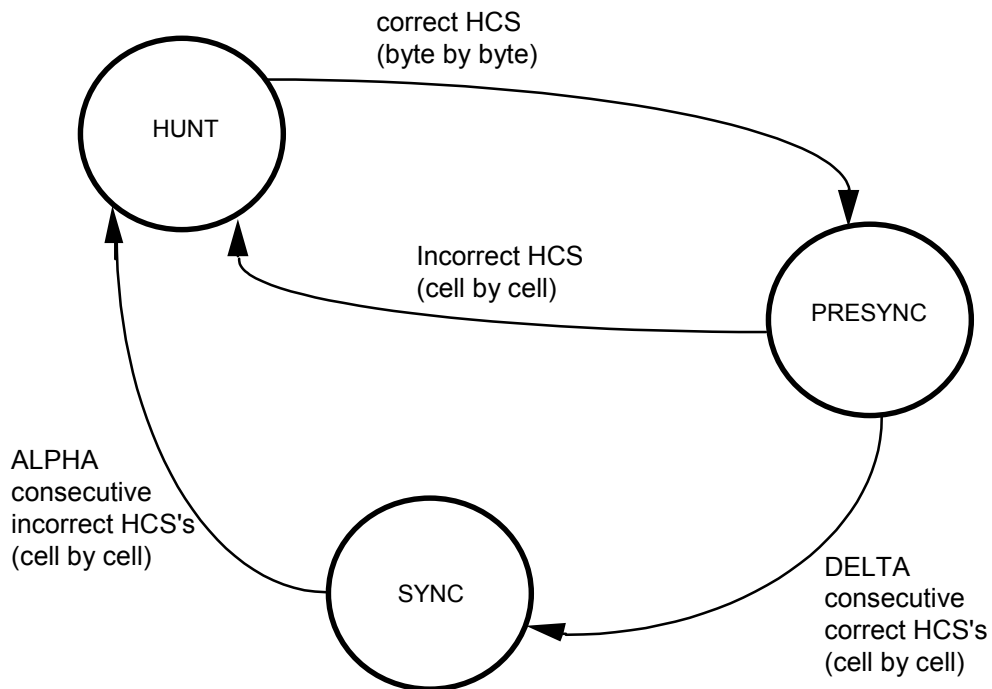 correct HCS
(byte by byte)
HUNT
Incorrect HCS
(cell by cell)
PRESYNC
ALPHA
consecutive
incorrect HCS's
(cell by cell)
SYNC
DELTA
consecutive
correct HCS's
(cell by cell)